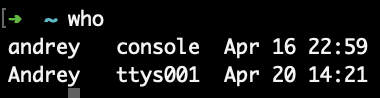 [➜ ~ who
andrey console Apr 16 22:59
Andrey ttys001 Apr 20 14:21